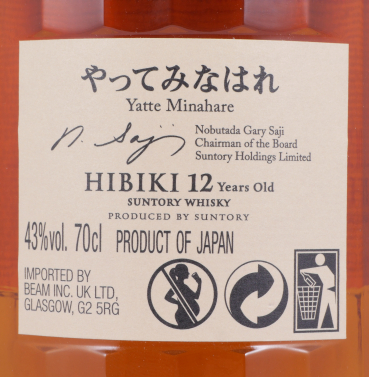 やってみなはれ
Yatte Minahare
N. Saji
Nobutada Gary Saji
Chairman of the Board
Suntory Holdings Limited
HIBIKI 12 Years Old
SUNTORY WHISKY
PRODUCED BY SUNTORY
43%vol. 70cl PRODUCT OF JAPAN
IMPORTED BY
BEAM INC. UK LTD,
GLASGOW, G2 5RG